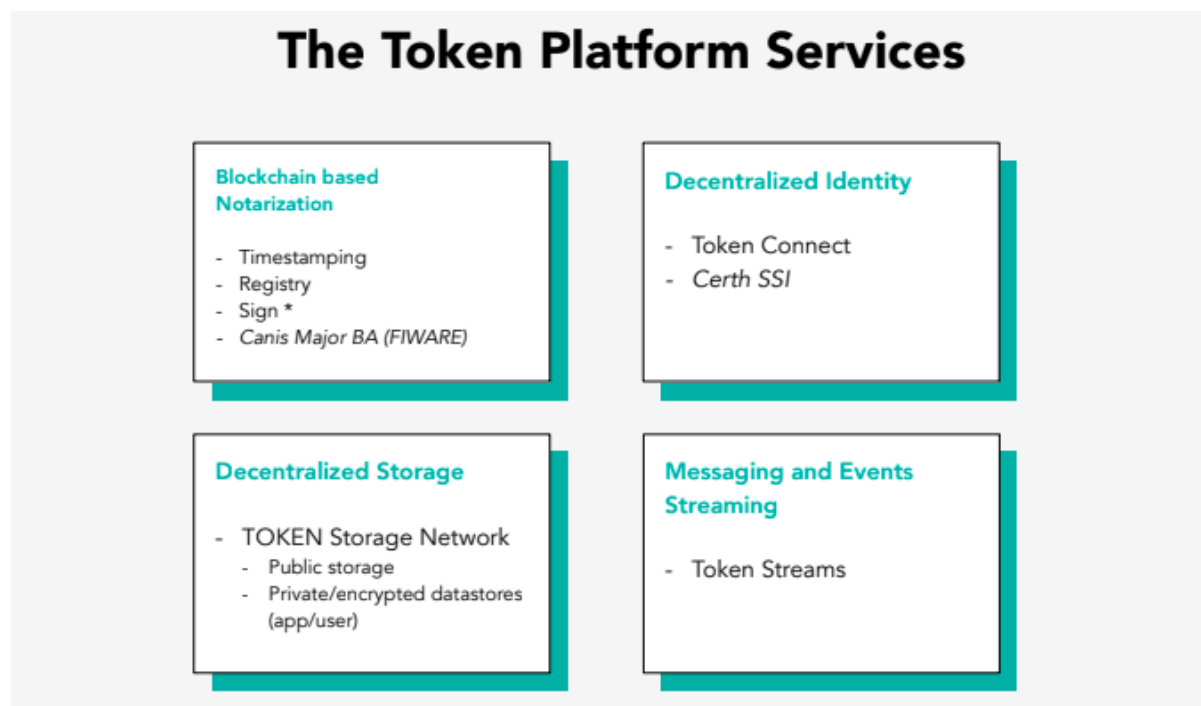 The Token Platform Services
Blockchain based
Notarization
- Timestamping
- Registry
- Sign *
- Canis Major BA (FIWARE)
Decentralized Identity
- Token Connect
- Certh SSI
Decentralized Storage
- TOKEN Storage Network
- Public storage
- Private/encrypted datastores
(app/user)
Messaging and Events
Streaming
- Token Streams